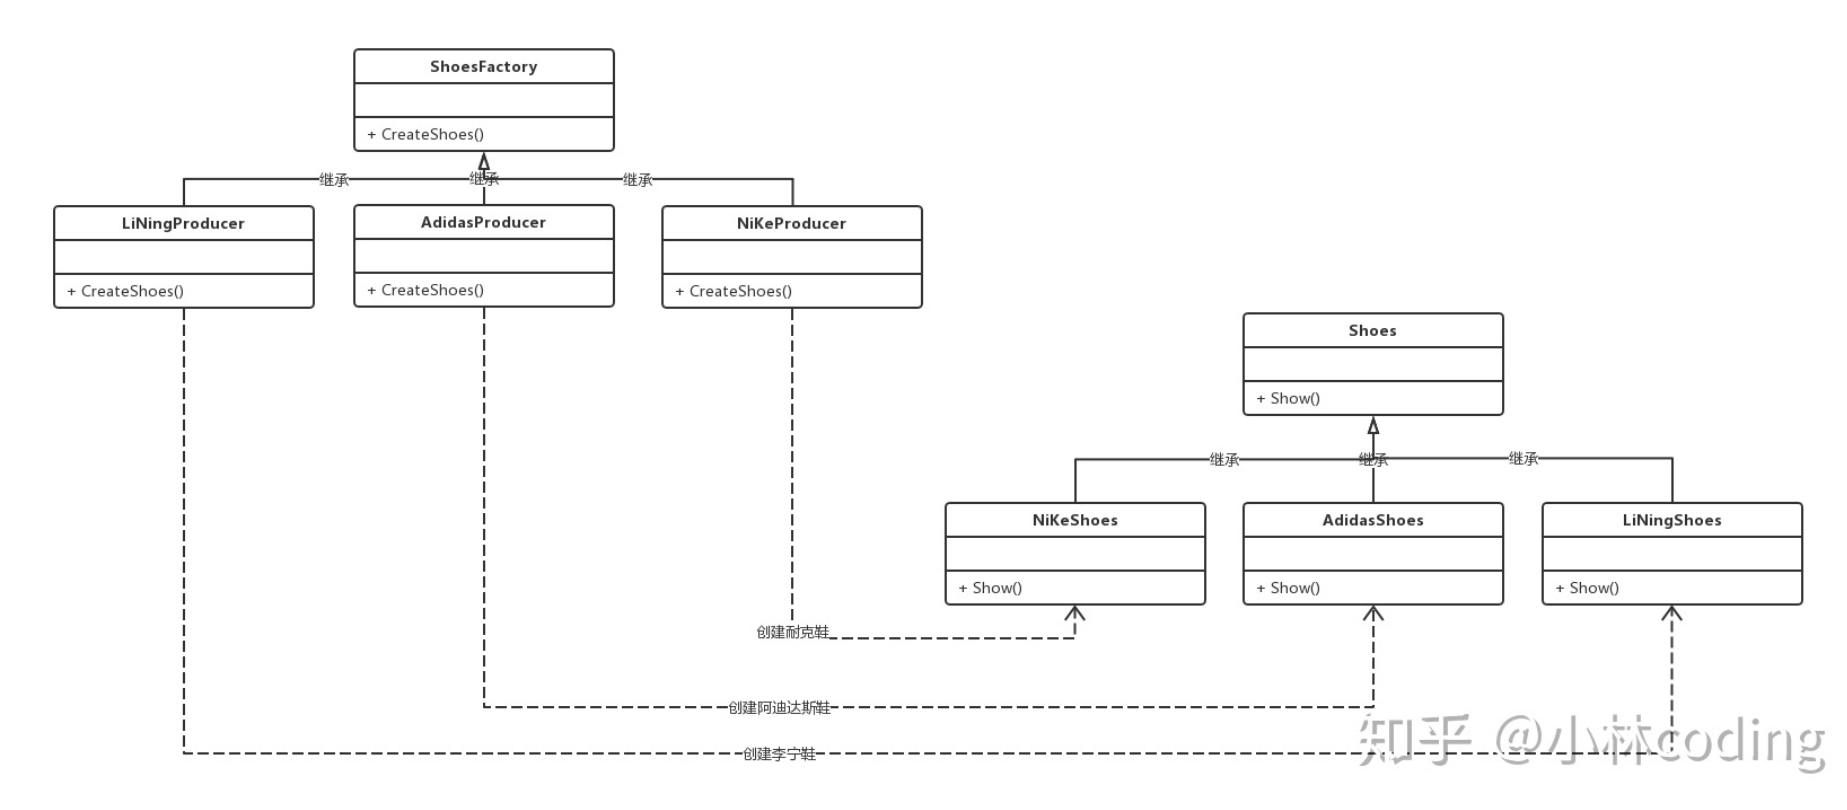 ShoesFactory
+ CreateShoes()
继承
继承
继承
LiNingProducer
+ CreateShoes()
AdidasProducer
+ CreateShoes()
NiKeProducer
+ CreateShoes()
Shoes
+ Show()
继承
继承
继承
NiKeShoes
+ Show()
AdidasShoes
+ Show()
LiNingShoes
+ Show()
创建耐克鞋
创建阿迪达斯鞋
创建李宁鞋
知乎 @小林coding